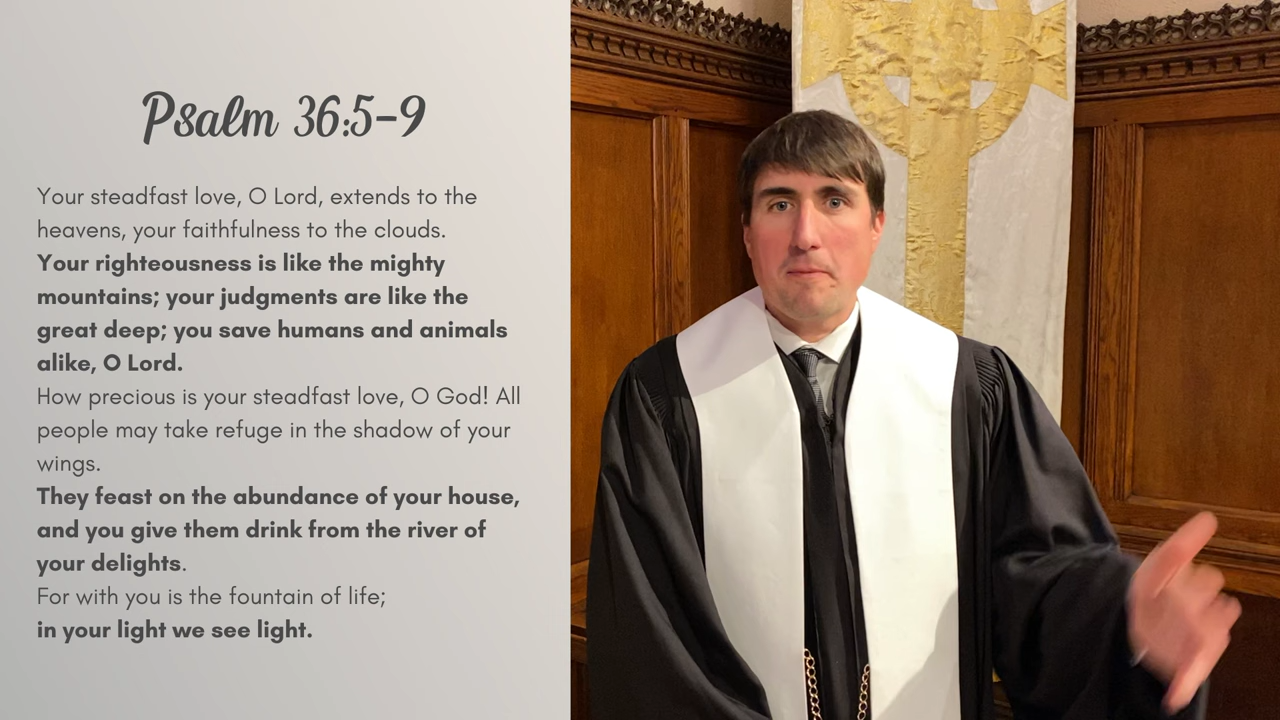 Psalm 36:5-9
Your steadfast love, O Lord, extends to the
heavens, your faithfulness to the clouds.
Your righteousness is like the mighty
mountains; your judgments are like the
great deep; you save humans and animals
alike, O Lord.
How precious is your steadfast love, O God! All
people may take refuge in the shadow of your
wings.
They feast on the abundance of your house,
and you give them drink from the river of
your delights.
For with you is the fountain of life;
in your light we see light.